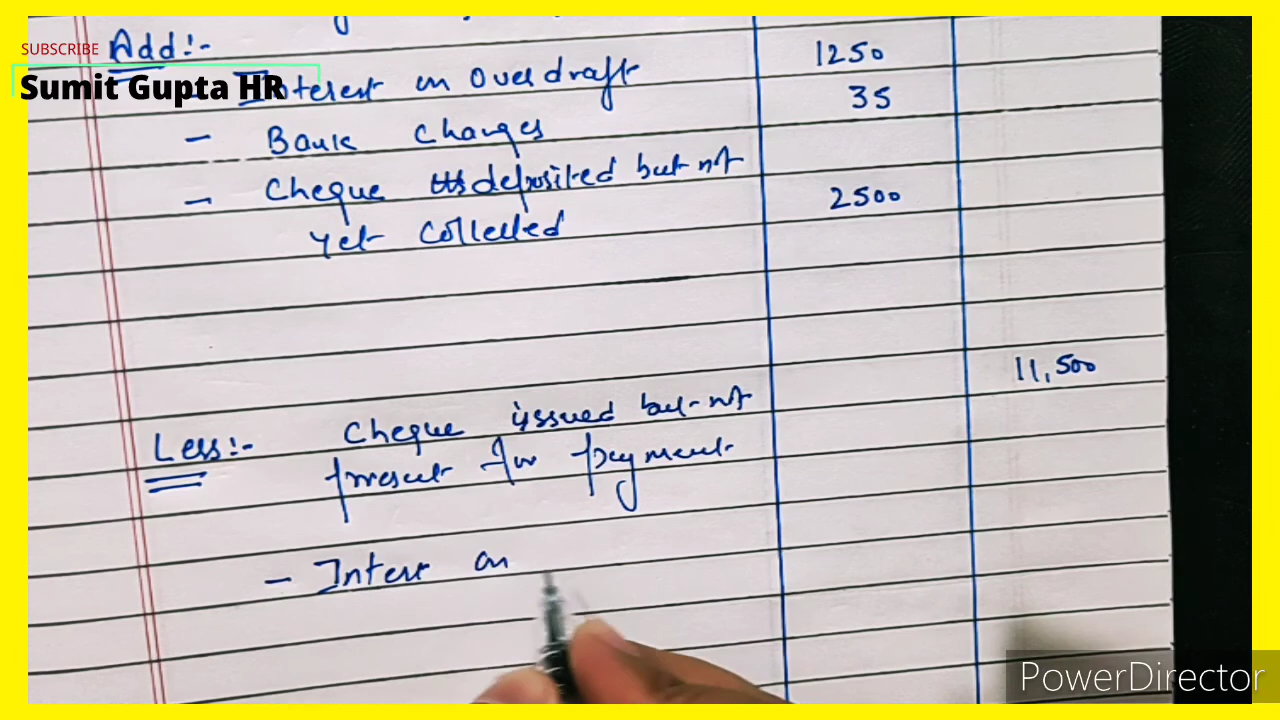 SUBSCRIBE
Sumit Gupta HR
Add:-
Interest on Overdraft 1250
- Bank Charges 35
- Cheque deposited but not
yet collected 2500
11,500
Less:- Cheque issued but not
present for payment
- Interst on
PowerDirector